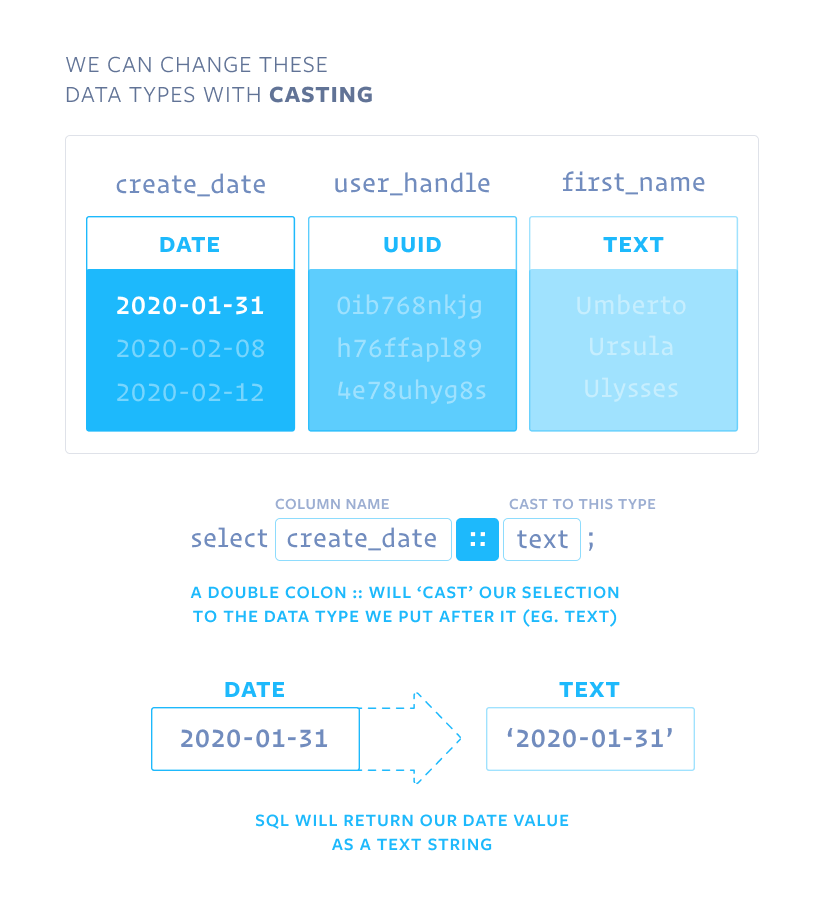 WE CAN CHANGE THESE
DATA TYPES WITH CASTING
create_date user_handle first_name
DATE UUID TEXT
2020-01-31 0ib768nkjg Umberto
2020-02-08 h76ffapl89 Ursula
2020-02-12 4e78uhyg8s Ulysses
COLUMN NAME CAST TO THIS TYPE
select create_date :: text ;
A DOUBLE COLON :: WILL ‘CAST’ OUR SELECTION
TO THE DATA TYPE WE PUT AFTER IT (EG. TEXT)
DATE TEXT
2020-01-31 ‘2020-01-31’
SQL WILL RETURN OUR DATE VALUE
AS A TEXT STRING